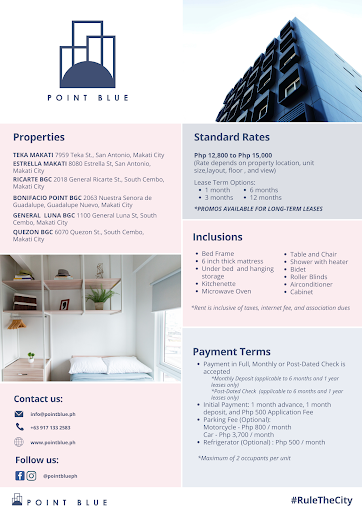 POINT BLUE
Properties
TEKA MAKATI 7959 Teka St., San Antonio, Makati City
ESTRELLA MAKATI 8080 Estrella St, San Antonio,
Makati City
RICARTE BGC 2018 General Ricarte St., South Cembo,
Makati City
BONIFACIO POINT BGC 2063 Nuestra Senora de
Guadalupe, Guadalupe Nuevo, Makati City
GENERAL LUNA BGC 1100 General Luna St, South
Cembo, Makati City
QUEZON BGC 6070 Quezon St., South Cembo,
Makati City
Standard Rates
Php 12,800 to Php 15,000
(Rate depends on property location, unit
size,layout, floor , and view)
Lease Term Options:
• 1 month
• 6 months
• 3 months
• 12 months
*PROMOS AVAILABLE FOR LONG-TERM LEASES
Inclusions
• Bed Frame
• 6 inch thick mattress
• Under bed and hanging
storage
• Kitchenette
• Microwave Oven
• Table and Chair
• Shower with heater
• Bidet
• Roller Blinds
• Airconditioner
• Cabinet
*Rent is inclusive of taxes, internet fee, and association dues
Payment Terms
• Payment in Full, Monthly or Post-Dated Check is
accepted
*Monthly Deposit (applicable to 6 months and 1 year
leases only)
*Post-Dated Check (applicable to 6 months and 1 year
leases only)
• Initial Payment: 1 month advance, 1 month
deposit, and Php 500 Application Fee
• Parking Fee (Optional):
Motorcycle - Php 800 / month
Car - Php 3,700 / month
• Refrigerator (Optional) : Php 500 / month
*Maximum of 2 occupants per unit
Contact us:
info@pointblue.ph
+63 917 133 2583
www.pointblue.ph
Follow us:
@pointblueph
POINT BLUE
#RuleTheCity